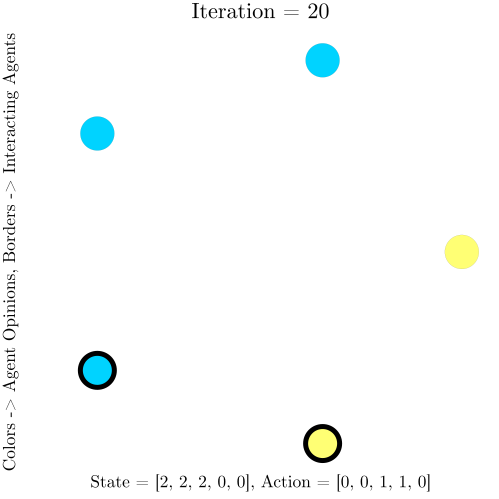 Iteration = 20
Colors -> Agent Opinions, Borders -> Interacting Agents
State = [2, 2, 2, 0, 0], Action = [0, 0, 1, 1, 0]